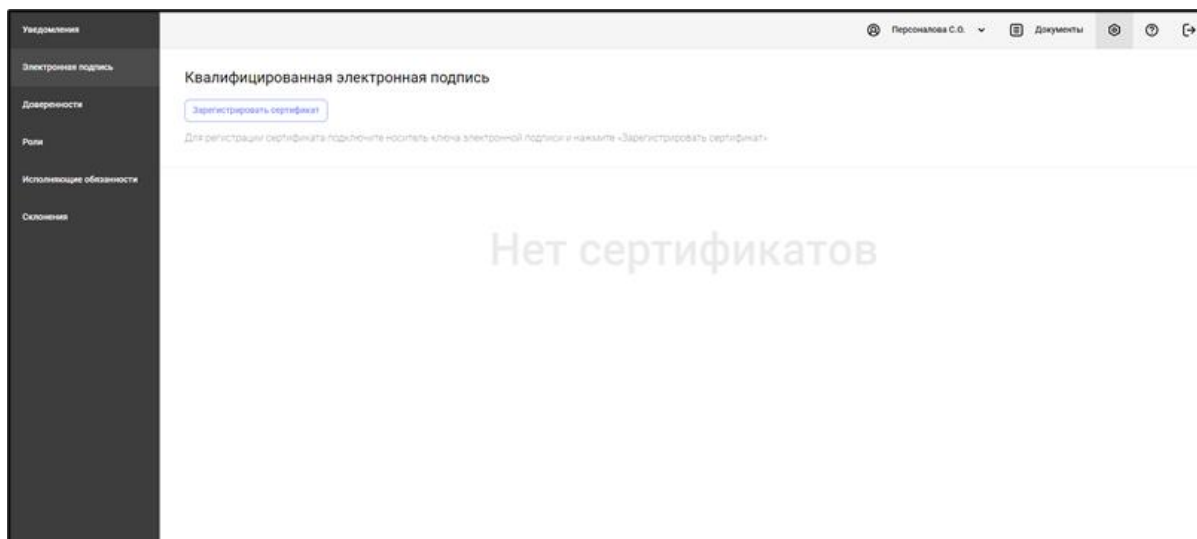 Уведомления
Персоналова С.О.
Документы
Электронная подпись
Квалифицированная электронная подпись
Доверенности
Зарегистрировать сертификат
Для регистрации сертификата подключите носитель ключа электронной подписи и нажмите «Зарегистрировать сертификат»
Роли
Исполняющие обязанности
Склонения
Нет сертификатов